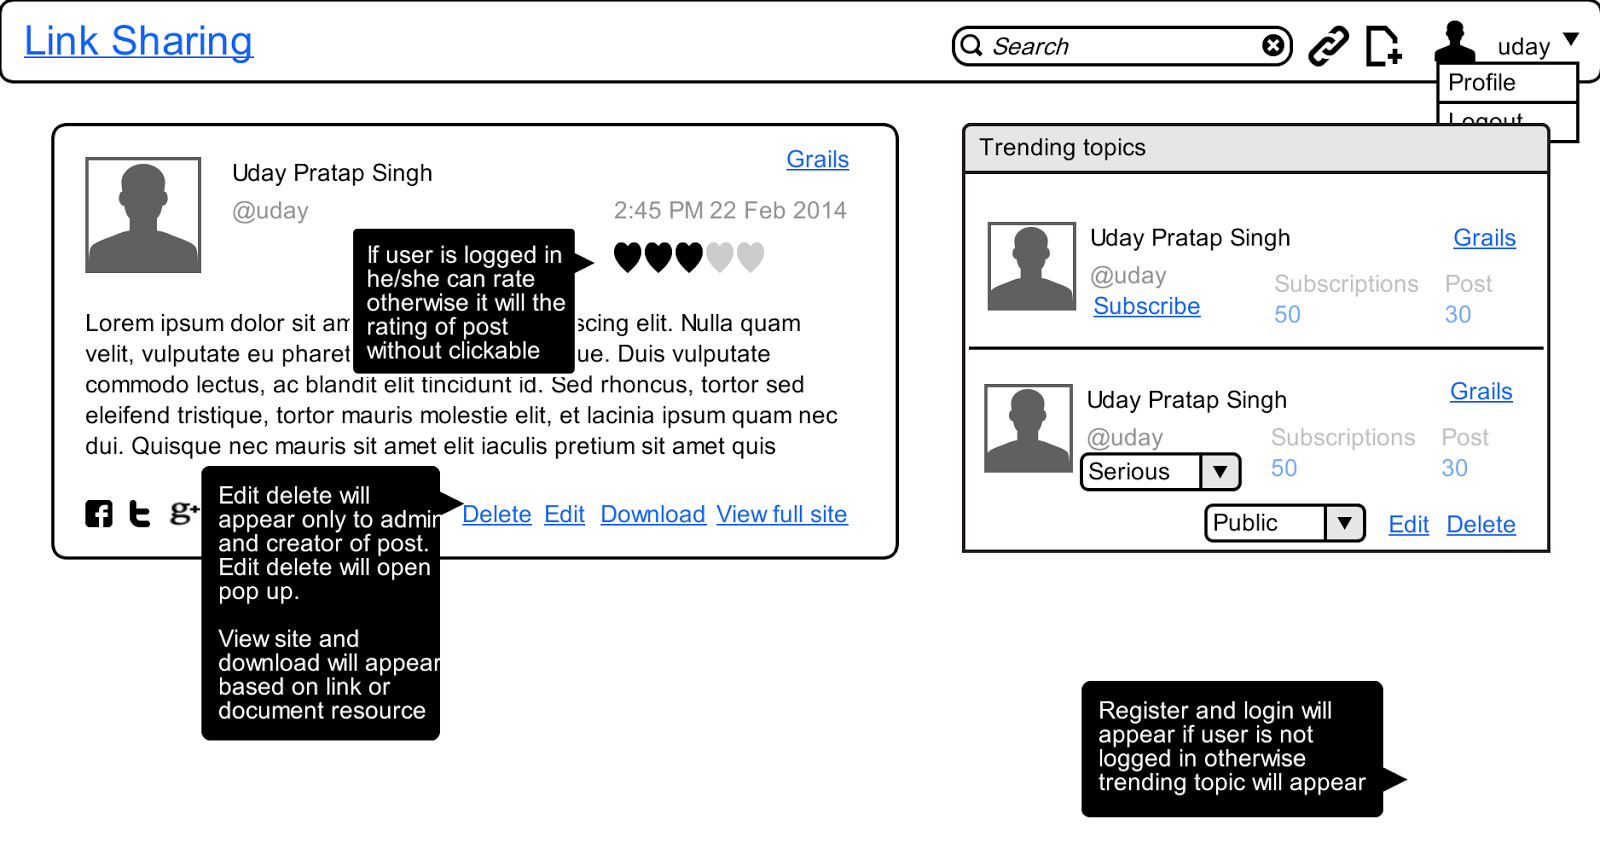 Link Sharing
Search
uday
Profile
Logout
Uday Pratap Singh
Grails
@uday
2:45 PM 22 Feb 2014
If user is logged in
he/she can rate
otherwise it will the
rating of post
without clickable
Lorem ipsum dolor sit am scing elit. Nulla quam
velit, vulputate eu pharet ue. Duis vulputate
commodo lectus, ac blandit elit tincidunt id. Sed rhoncus, tortor sed
eleifend tristique, tortor mauris molestie elit, et lacinia ipsum quam nec
dui. Quisque nec mauris sit amet elit iaculis pretium sit amet quis
g+
Edit delete will
appear only to admin
and creator of post.
Edit delete will open
pop up.
View site and
download will appear
based on link or
document resource
Delete Edit Download View full site
Trending topics
Uday Pratap Singh
Grails
@uday
Subscriptions Post
Subscribe
50 30
Uday Pratap Singh
Grails
@uday
Subscriptions Post
Serious
50 30
Public
Edit Delete
Register and login will
appear if user is not
logged in otherwise
trending topic will appear